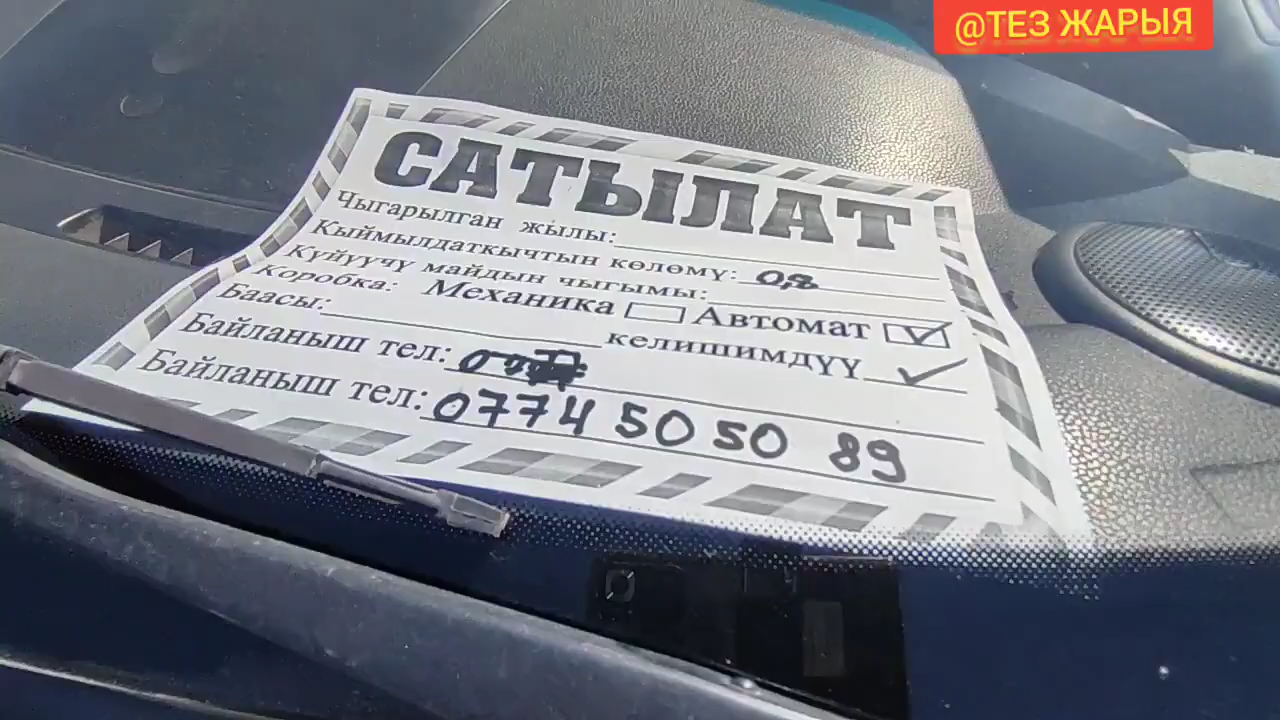 @ТЕЗ ЖАРЫЯ
САТЫЛАТ
Чыгарылган жылы:
Кыймылдаткычтын көлөмү: 0,8
Күйүүчү майдын чыгымы:
Коробка: Механика Автомат
Баасы: келишимдүү
Байланыш тел:
Байланыш тел: 0774 50 50 89